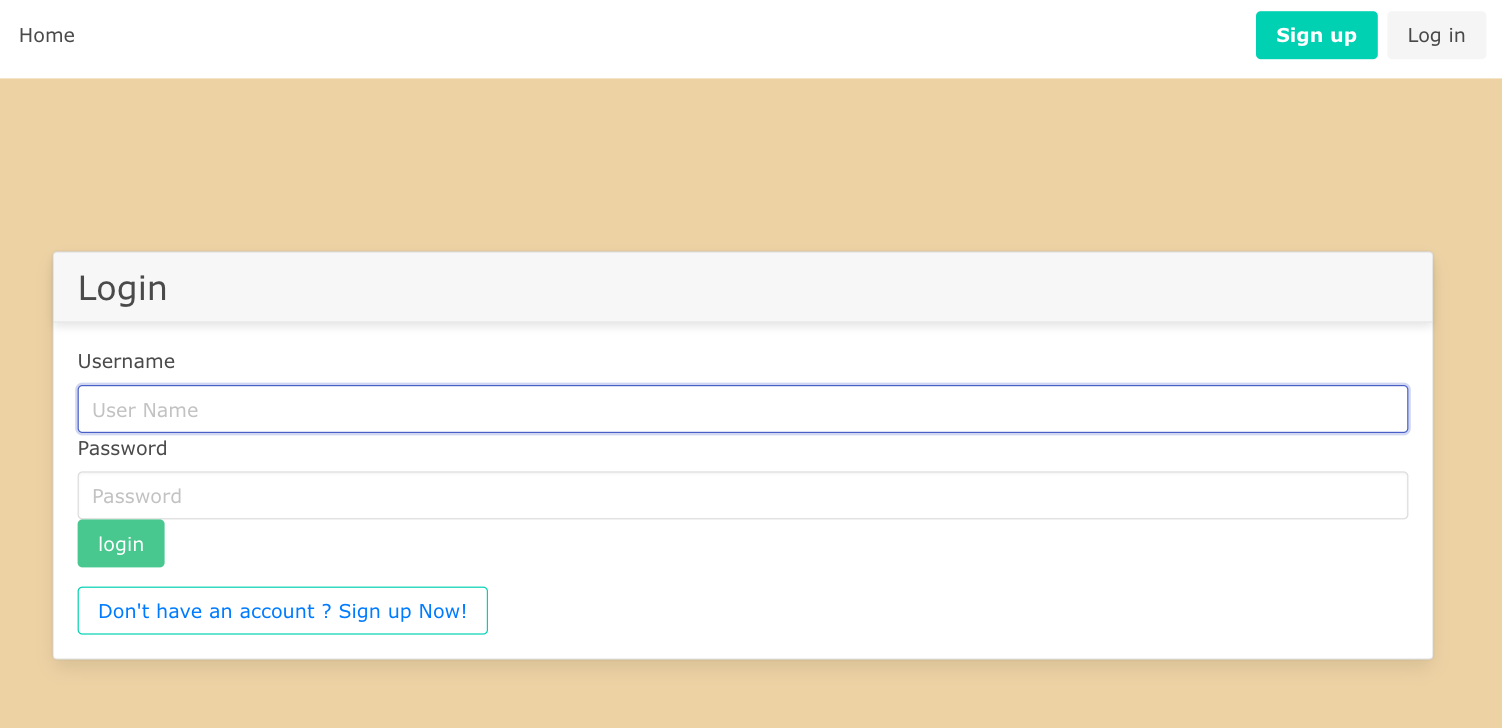 Home Sign up Log in
Login
Username
User Name
Password
Password
login
Don't have an account ? Sign up Now!